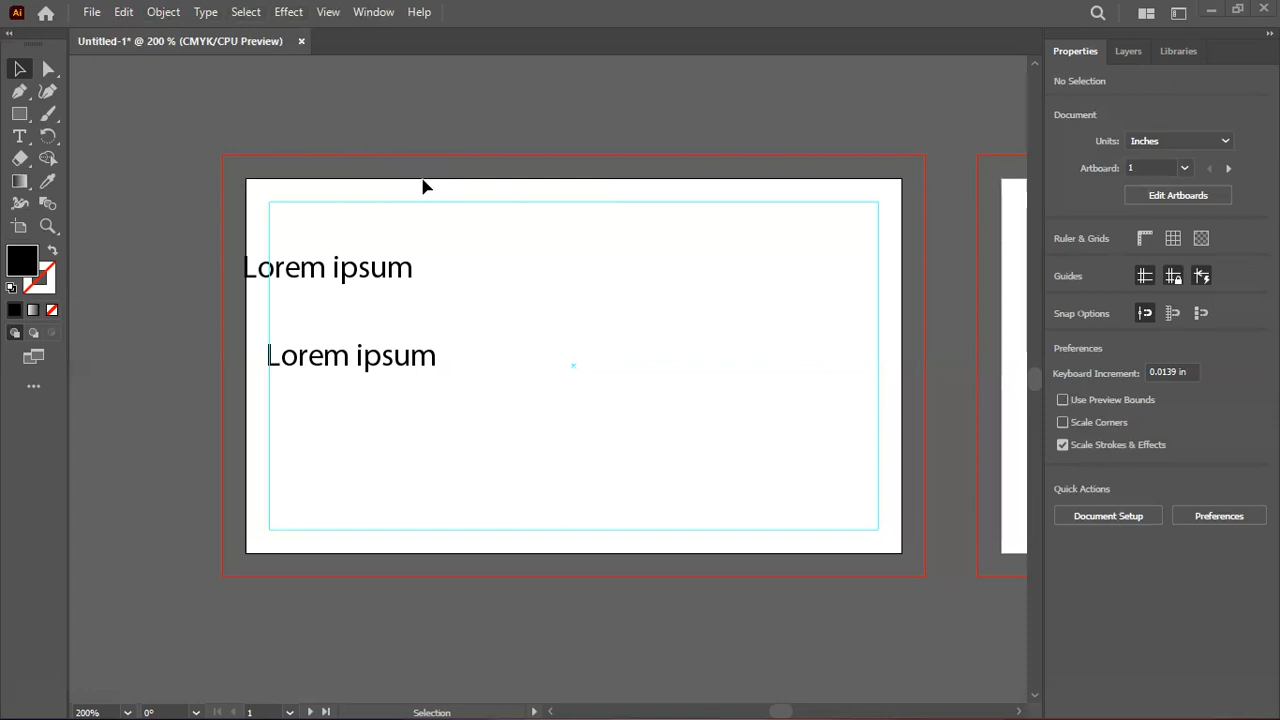 Ai File Edit Object Type Select Effect View Window Help
Untitled-1* @ 200 % (CMYK/CPU Preview) ×
Properties Layers Libraries
No Selection
Document
Units: Inches
Artboard: 1
Edit Artboards
Ruler & Grids
Guides
Snap Options
Preferences
Keyboard Increment: 0.0139 in
Use Preview Bounds
Scale Corners
Scale Strokes & Effects
Quick Actions
Document Setup Preferences
Lorem ipsum
Lorem ipsum
200% 0° 1 Selection